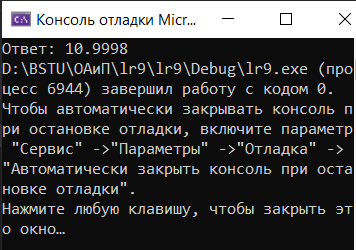 Консоль отладки Micr...
Ответ: 10.9998
D:\BSTU\ОАиП\lr9\lr9\Debug\lr9.exe (про
цесс 6944) завершил работу с кодом 0.
Чтобы автоматически закрывать консоль п
ри остановке отладки, включите параметр
 "Сервис" ->"Параметры" ->"Отладка" ->
"Автоматически закрыть консоль при оста
новке отладки".
Нажмите любую клавишу, чтобы закрыть эт
о окно…